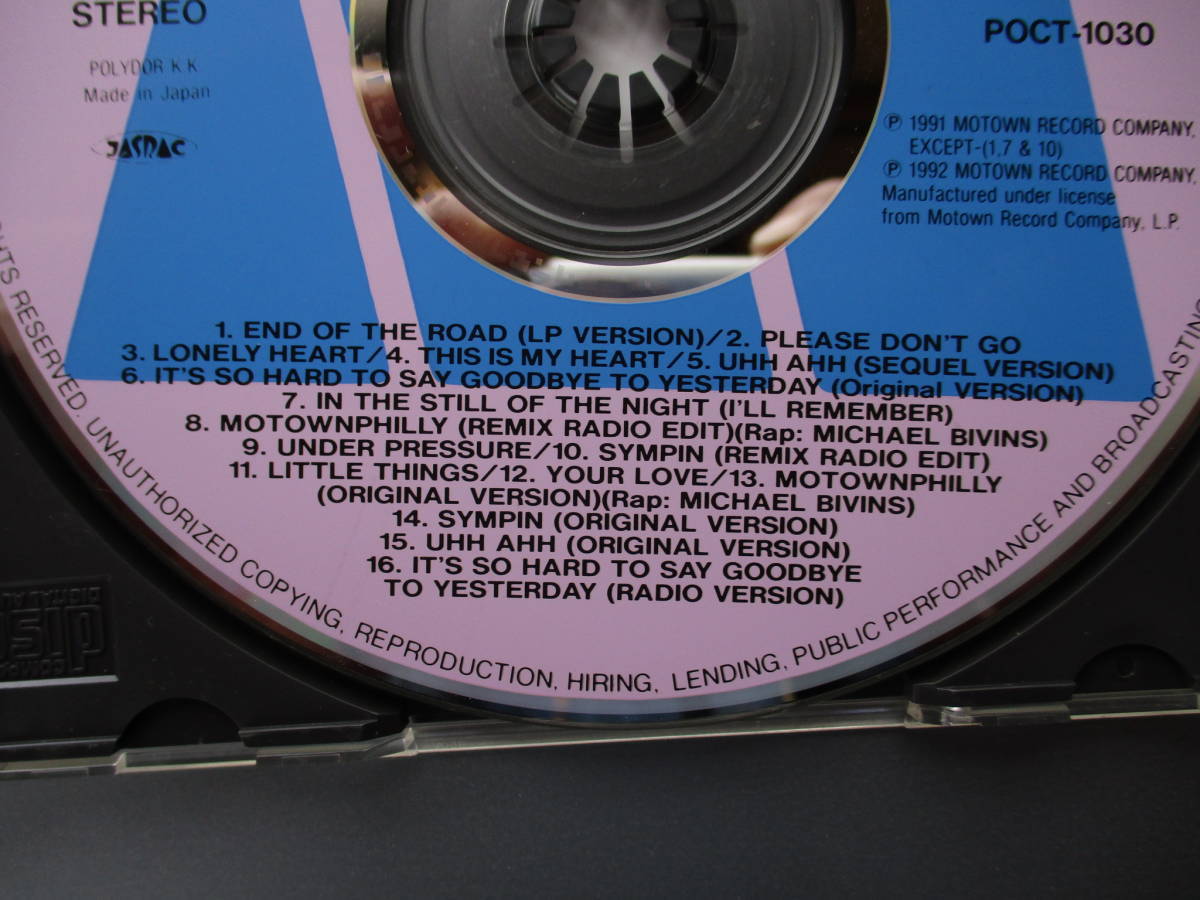 STEREO
POLYDOR K.K
Made in Japan
JASRAC
POCT-1030
℗ 1991 MOTOWN RECORD COMPANY,
EXCEPT-(1,7 & 10)
℗ 1992 MOTOWN RECORD COMPANY,
Manufactured under license
from Motown Record Company, L.P.
1. END OF THE ROAD (LP VERSION)/2. PLEASE DON'T GO
3. LONELY HEART/4. THIS IS MY HEART/5. UHH AHH (SEQUEL VERSION)
6. IT'S SO HARD TO SAY GOODBYE TO YESTERDAY (Original VERSION)
7. IN THE STILL OF THE NIGHT (I'LL REMEMBER)
8. MOTOWNPHILLY (REMIX RADIO EDIT)(Rap: MICHAEL BIVINS)
9. UNDER PRESSURE/10. SYMPIN (REMIX RADIO EDIT)
11. LITTLE THINGS/12. YOUR LOVE/13. MOTOWNPHILLY
(ORIGINAL VERSION)(Rap: MICHAEL BIVINS)
14. SYMPIN (ORIGINAL VERSION)
15. UHH AHH (ORIGINAL VERSION)
16. IT'S SO HARD TO SAY GOODBYE
TO YESTERDAY (RADIO VERSION)
RESERVED. UNAUTHORIZED COPYING, REPRODUCTION, HIRING, LENDING, PUBLIC PERFORMANCE AND BROADCASTING